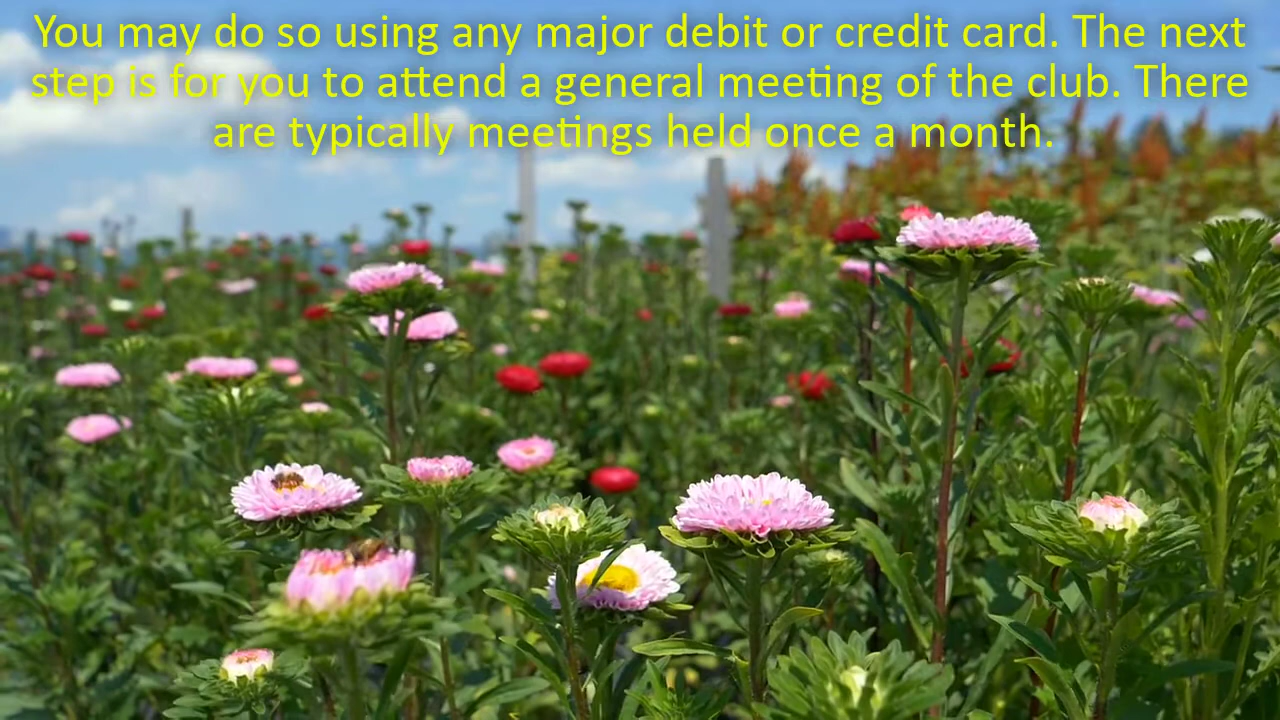 You may do so using any major debit or credit card. The next
step is for you to attend a general meeting of the club. There
are typically meetings held once a month.